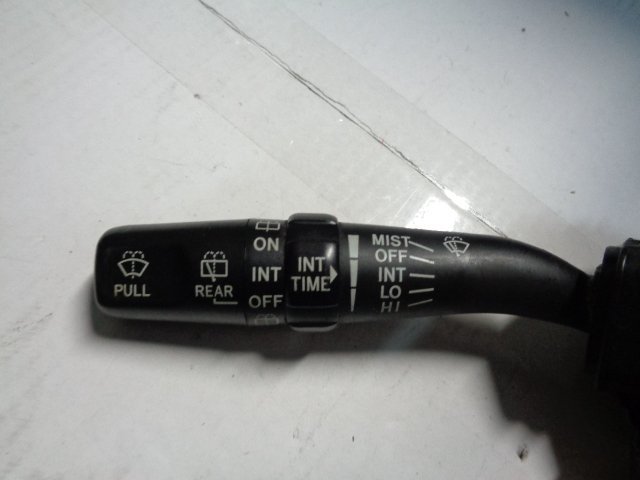 PULL
REAR
ON
INT
OFF
INT
TIME
MIST
OFF
INT
LO
HI